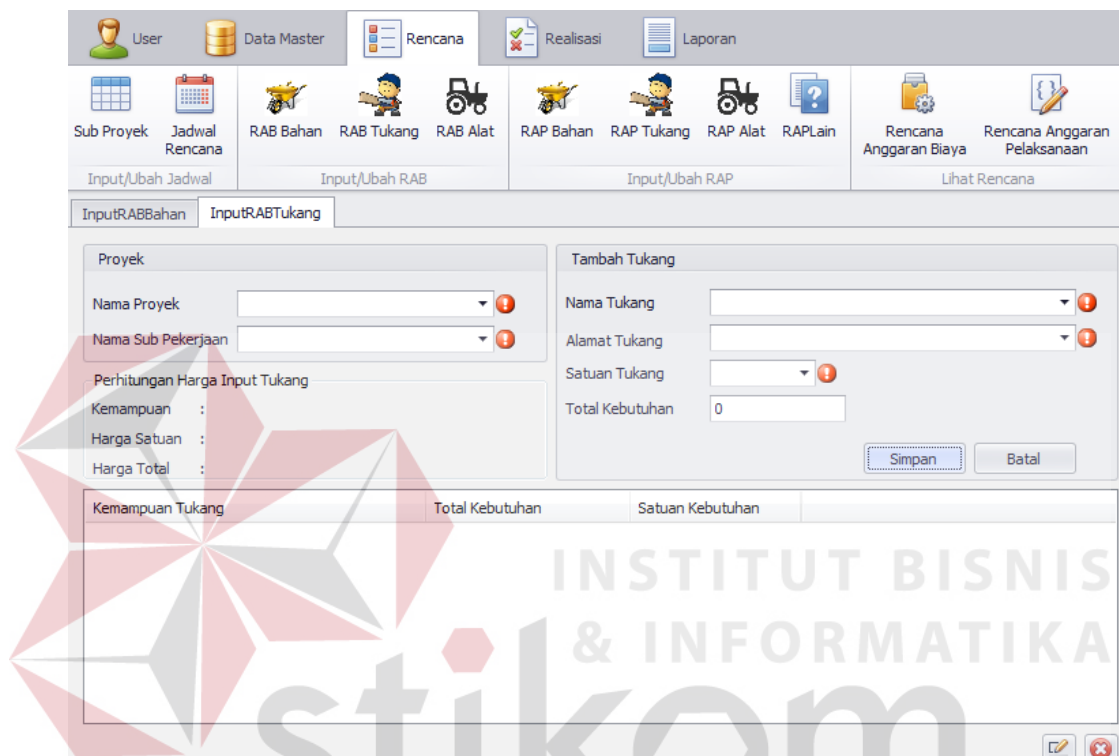 User Data Master Rencana Realisasi Laporan
Sub Proyek Jadwal Rencana RAB Bahan RAB Tukang RAB Alat RAP Bahan RAP Tukang RAP Alat RAPLain Rencana Anggaran Biaya Rencana Anggaran Pelaksanaan
Input/Ubah Jadwal Input/Ubah RAB Input/Ubah RAP Lihat Rencana
InputRABBahan InputRABTukang
Proyek
Nama Proyek
Nama Sub Pekerjaan
Perhitungan Harga Input Tukang
Kemampuan :
Harga Satuan :
Harga Total :
Tambah Tukang
Nama Tukang
Alamat Tukang
Satuan Tukang
Total Kebutuhan 0
Simpan Batal
Kemampuan Tukang Total Kebutuhan Satuan Kebutuhan
INSTITUT BISNIS
& INFORMATIKA
stikom